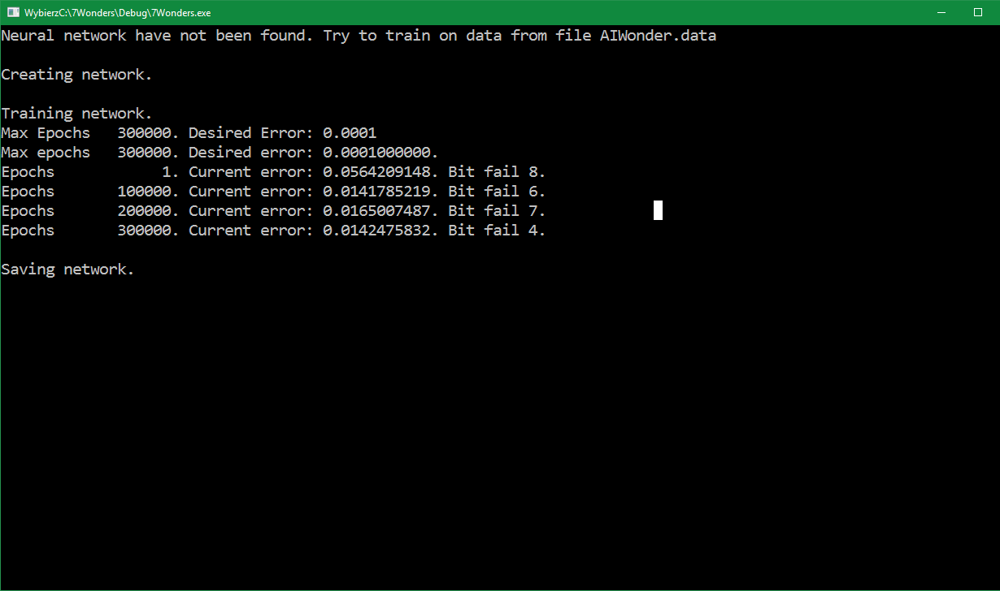 WybierzC:\7Wonders\Debug\7Wonders.exe
Neural network have not been found. Try to train on data from file AIWonder.data
Creating network.
Training network.
Max Epochs   300000. Desired Error: 0.0001
Max epochs   300000. Desired error: 0.0001000000.
Epochs            1. Current error: 0.0564209148. Bit fail 8.
Epochs       100000. Current error: 0.0141785219. Bit fail 6.
Epochs       200000. Current error: 0.0165007487. Bit fail 7.
Epochs       300000. Current error: 0.0142475832. Bit fail 4.
Saving network.